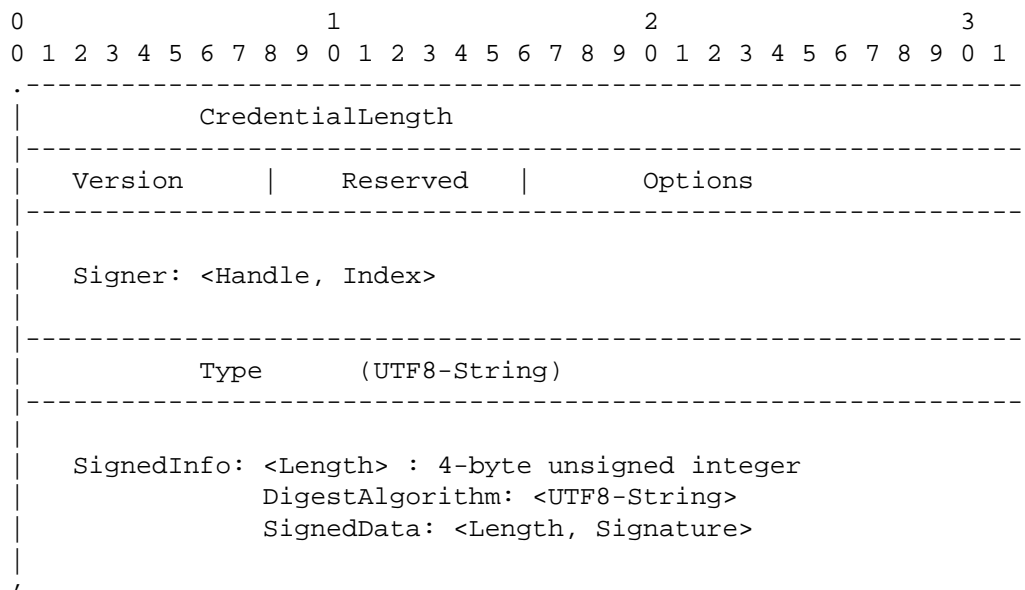 0                   1                   2                   3
0 1 2 3 4 5 6 7 8 9 0 1 2 3 4 5 6 7 8 9 0 1 2 3 4 5 6 7 8 9 0 1
.---------------------------------------------------------------
|           CredentialLength
|---------------------------------------------------------------
|   Version     |    Reserved   |       Options
|---------------------------------------------------------------
|
|   Signer: <Handle, Index>
|
|---------------------------------------------------------------
|           Type      (UTF8-String)
|---------------------------------------------------------------
|
|   SignedInfo: <Length> : 4-byte unsigned integer
|               DigestAlgorithm: <UTF8-String>
|               SignedData: <Length, Signature>
|